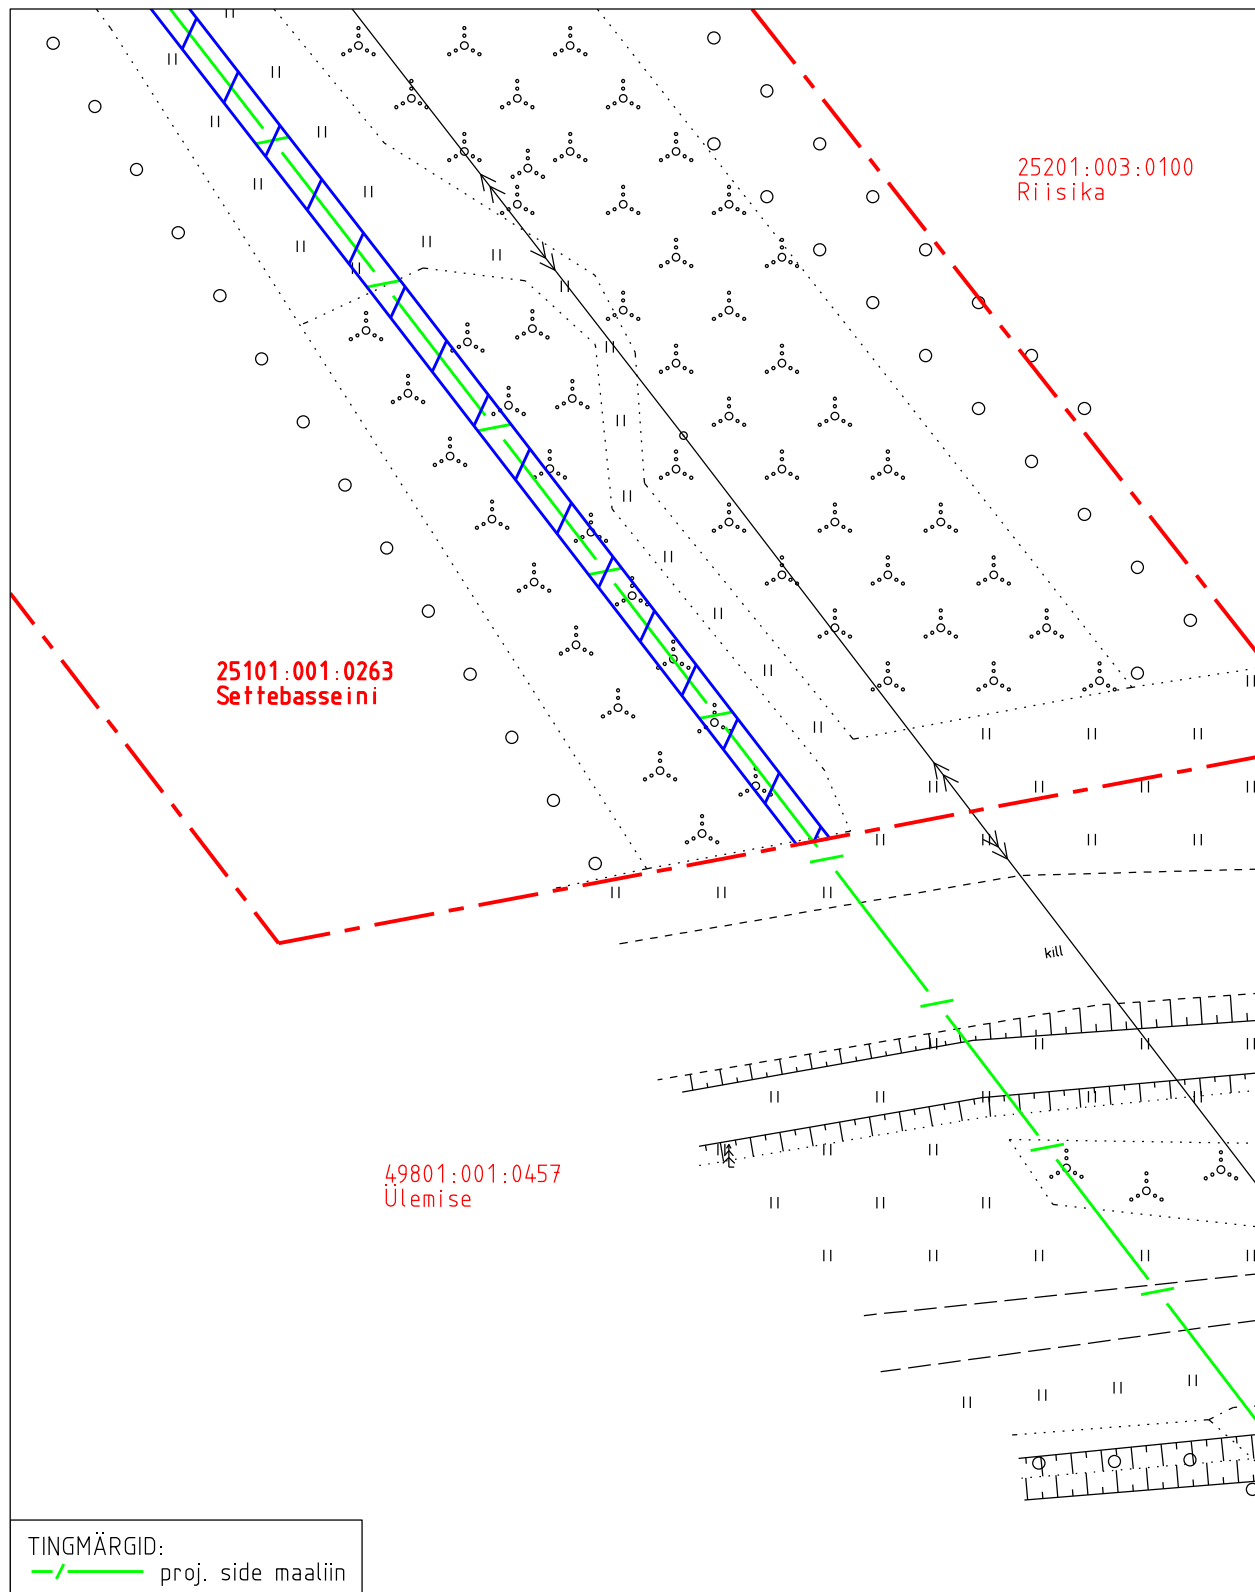 25201:003:0100
Riisika
25101:001:0263
Settebasseini
kill
49801:001:0457
Ülemise
TINGMÄRGID:
proj. side maaliin